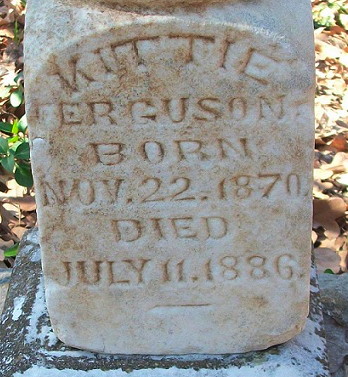 KITTIE
FERGUSON.
BORN
NOV. 22. 1870.
DIED
JULY 11. 1886.